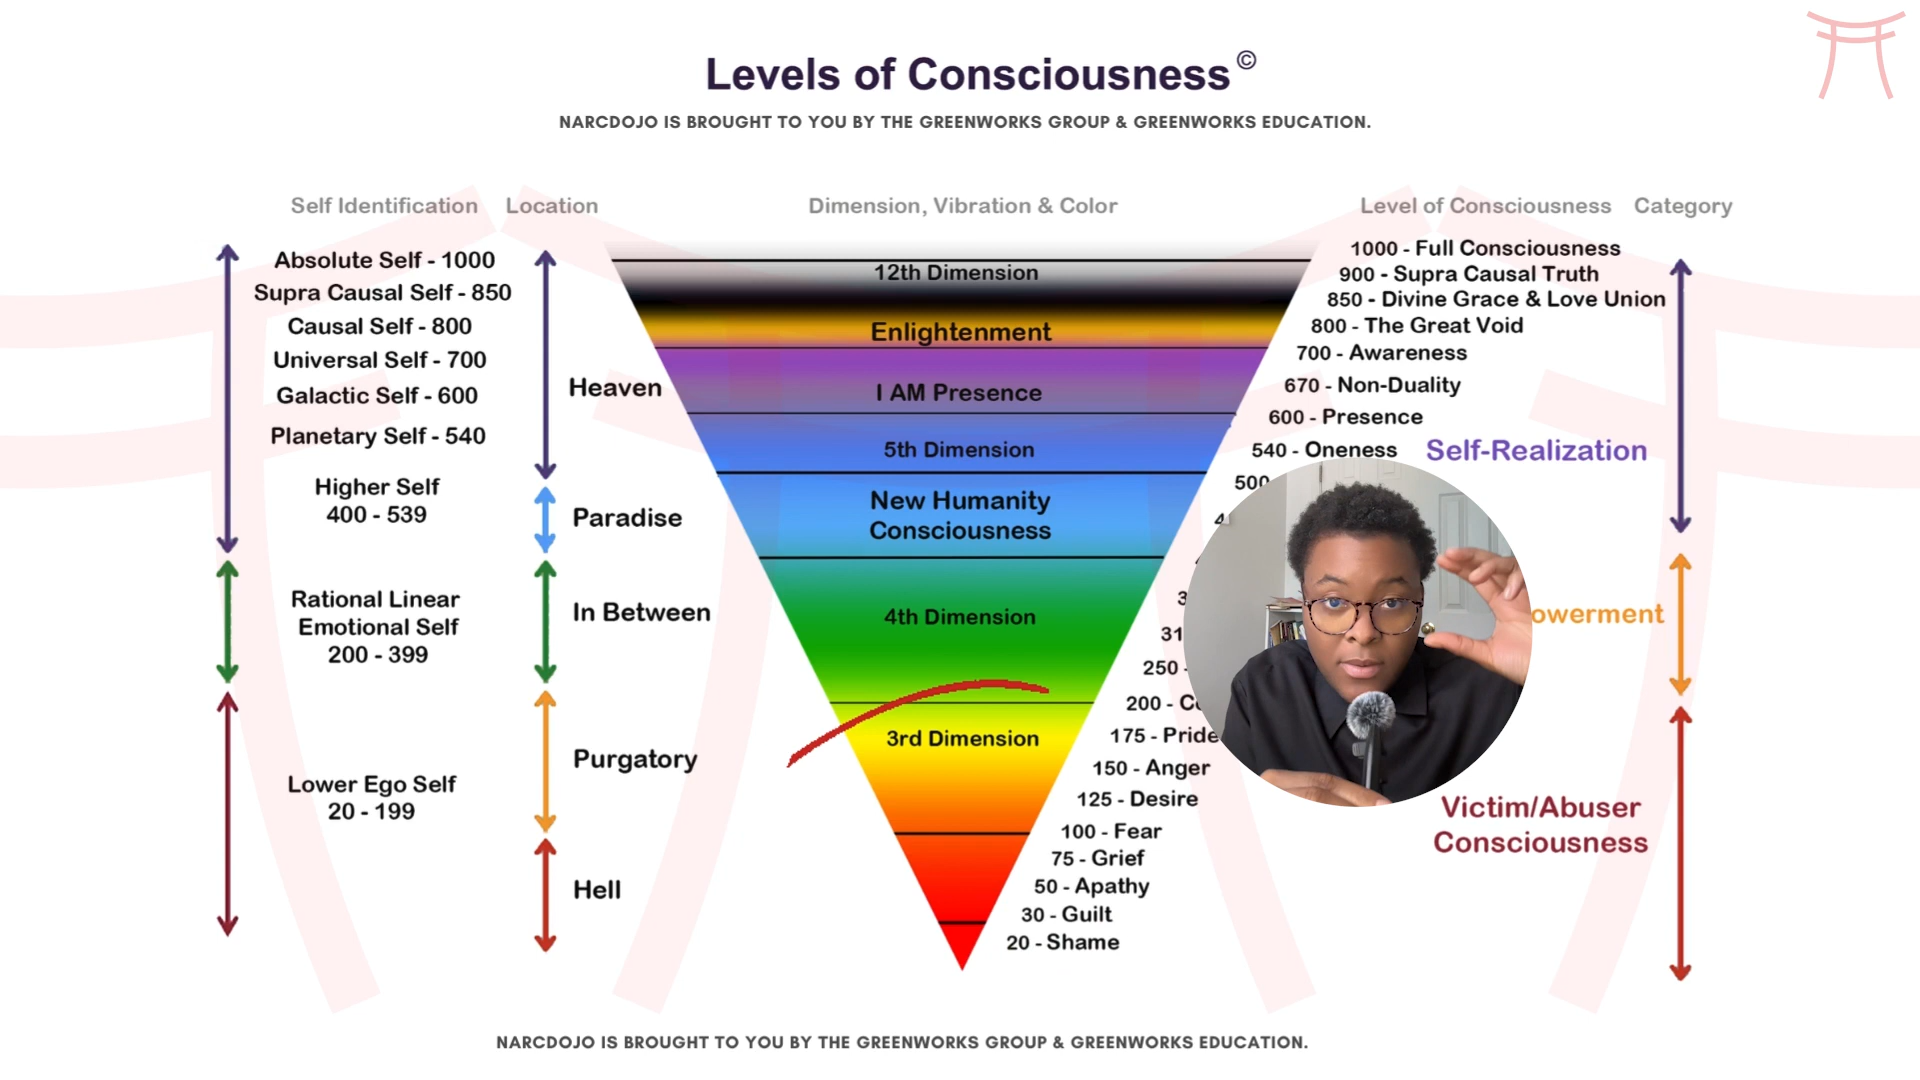 Levels of Consciousness©
NARCDOJO IS BROUGHT TO YOU BY THE GREENWORKS GROUP & GREENWORKS EDUCATION.
Self Identification
Location
Dimension, Vibration & Color
Level of Consciousness
Category
Absolute Self - 1000
Supra Causal Self - 850
Causal Self - 800
Universal Self - 700
Galactic Self - 600
Planetary Self - 540
Higher Self
400 - 539
Rational Linear
Emotional Self
200 - 399
Lower Ego Self
20 - 199
Heaven
Paradise
In Between
Purgatory
Hell
12th Dimension
Enlightenment
I AM Presence
5th Dimension
New Humanity
Consciousness
4th Dimension
3rd Dimension
1000 - Full Consciousness
900 - Supra Causal Truth
850 - Divine Grace & Love Union
800 - The Great Void
700 - Awareness
670 - Non-Duality
600 - Presence
540 - Oneness
500
250 -
200 -
175 - Pride
150 - Anger
125 - Desire
100 - Fear
75 - Grief
50 - Apathy
30 - Guilt
20 - Shame
Self-Realization
owerment
Victim/Abuser
Consciousness
NARCDOJO IS BROUGHT TO YOU BY THE GREENWORKS GROUP & GREENWORKS EDUCATION.